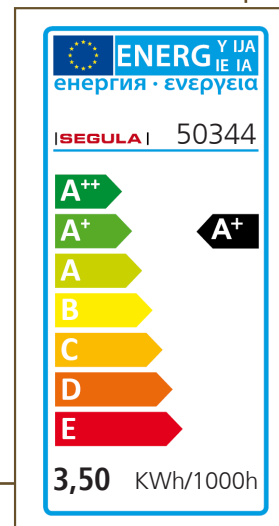 ENERG Y IJA
IE IA
енергия · ενεργεια
SEGULA 50344
A++
A+ A+
A
B
C
D
E
3,50 KWh/1000h